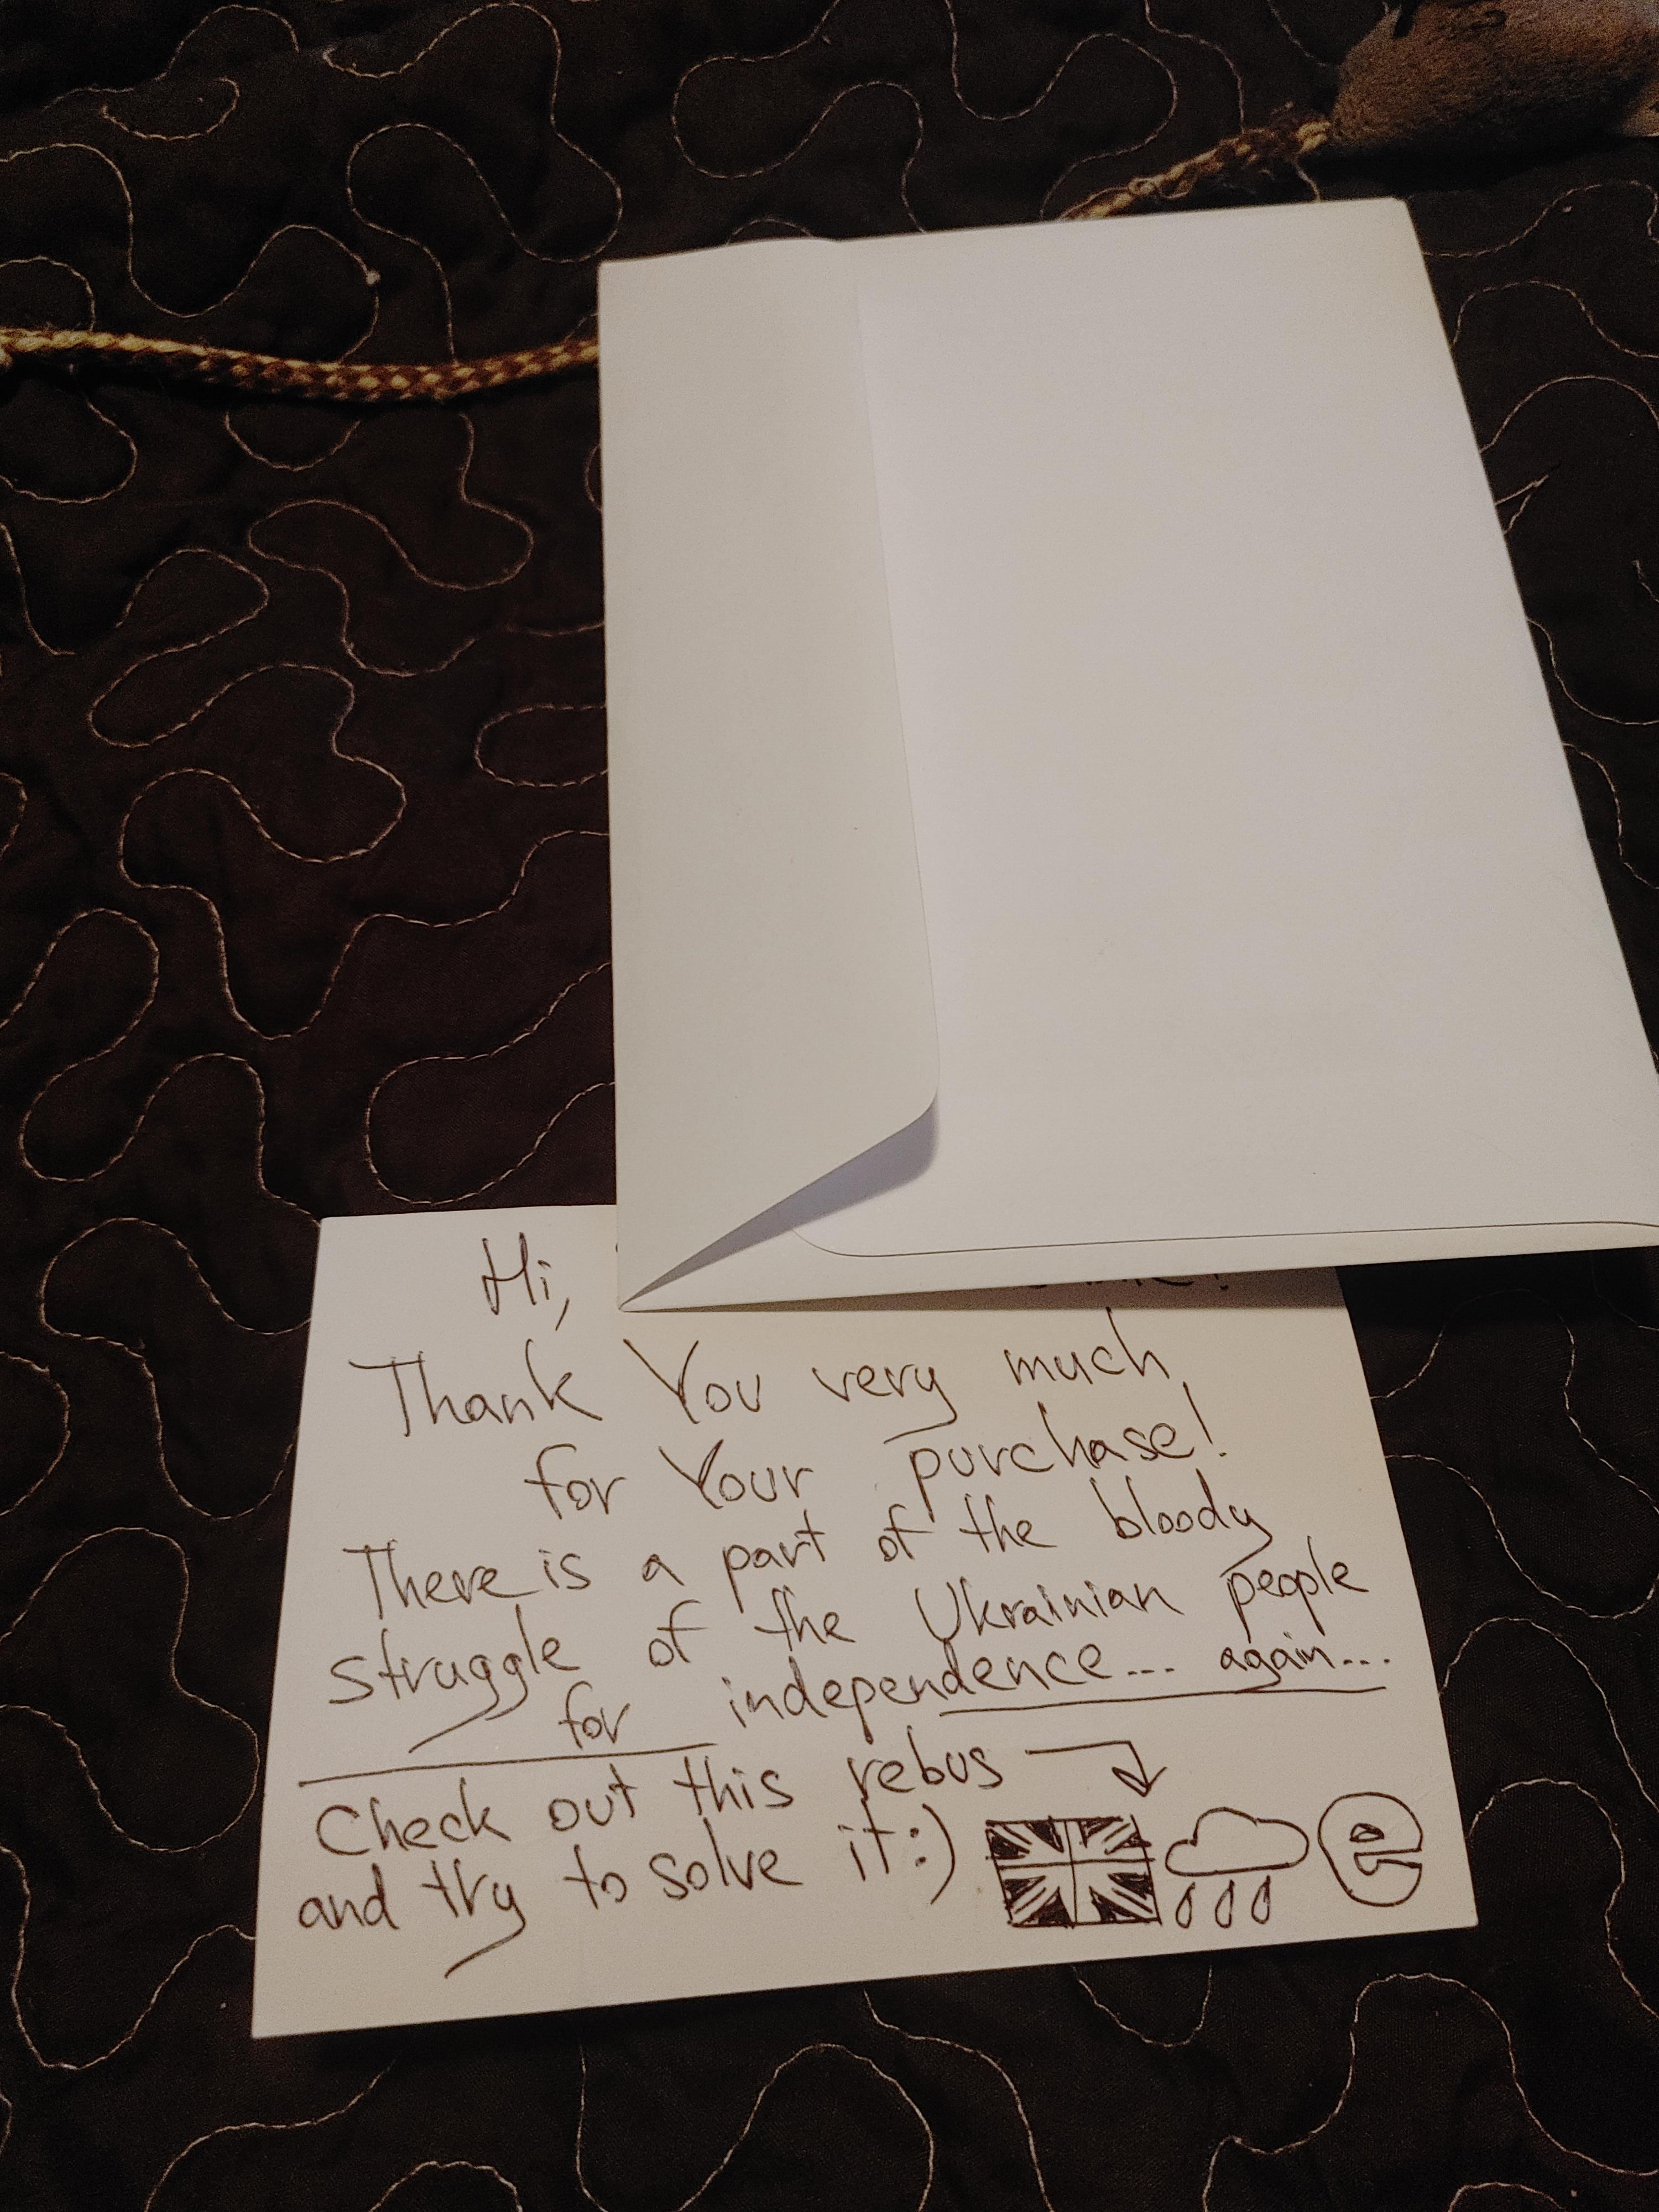 Hi,
Thank You very much
for Your purchase!
There is a part of the bloody
struggle of the Ukrainian people
for independence... again...
Check out this rebus
and try to solve it:)
e